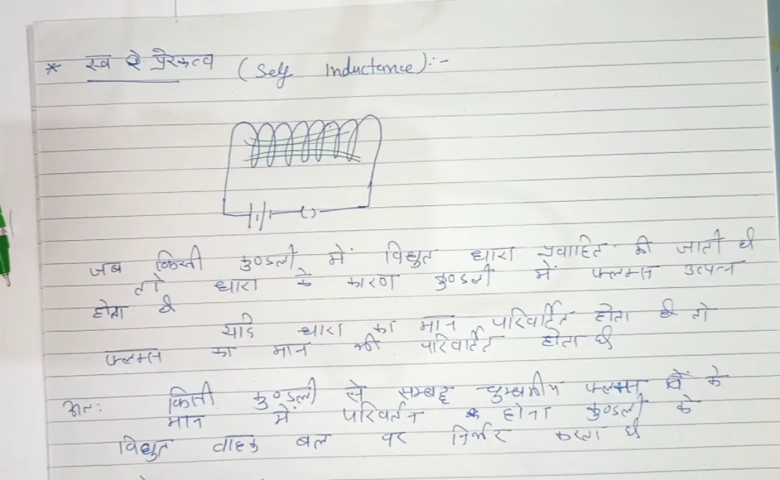 * स्व प्रेरकत्व (Self Inductance):-
जब किसी कुण्डली में विद्युत धारा प्रवाहित की जाती है
तो धारा के कारण कुण्डली में फ्लक्स उत्पन्न
होता है
यदि धारा का मान परिवर्तित होता है तो
फ्लक्स का मान भी परिवर्तित होता है
अतः किसी कुण्डली से सम्बद्ध चुम्बकीय फ्लक्स के
मान में परिवर्तन होना कुण्डली के
विद्युत वाहक बल पर निर्भर करता है